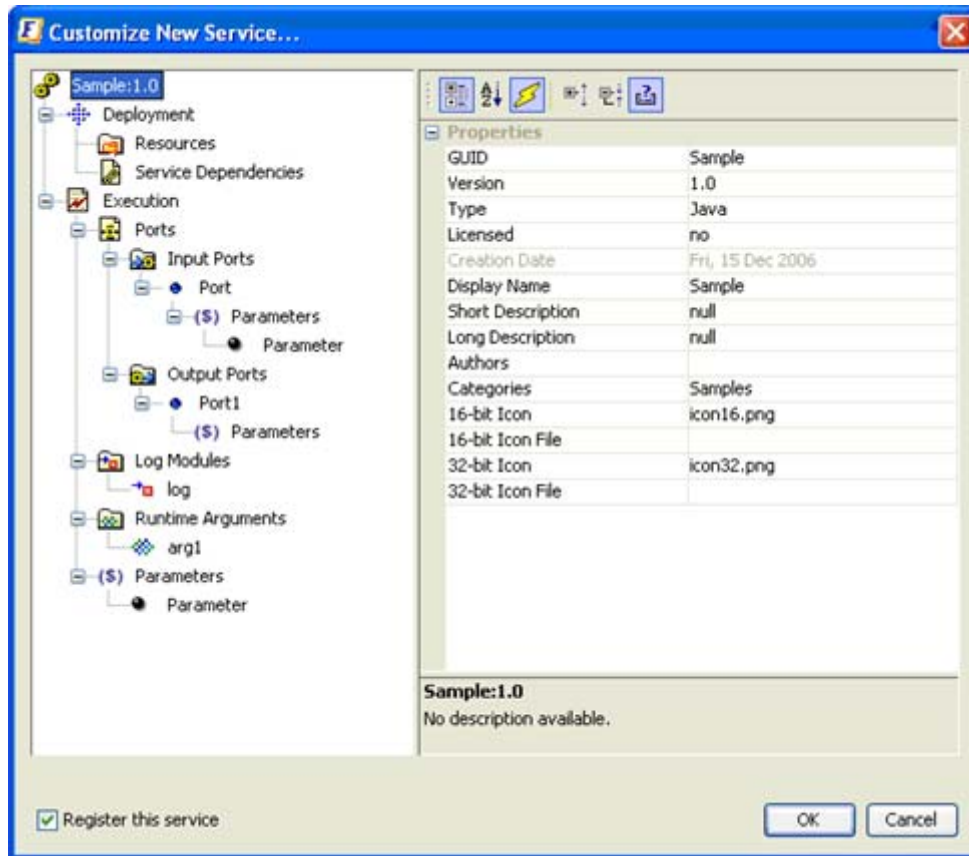 Customize New Service...
Sample:1.0
Deployment
Resources
Service Dependencies
Execution
Ports
Input Ports
Port
($) Parameters
Parameter
Output Ports
Port1
($) Parameters
Log Modules
log
Runtime Arguments
arg1
($) Parameters
Parameter
Properties
GUID Sample
Version 1.0
Type Java
Licensed no
Creation Date Fri, 15 Dec 2006
Display Name Sample
Short Description null
Long Description null
Authors
Categories Samples
16-bit Icon icon16.png
16-bit Icon File
32-bit Icon icon32.png
32-bit Icon File
Sample:1.0
No description available.
Register this service
OK Cancel